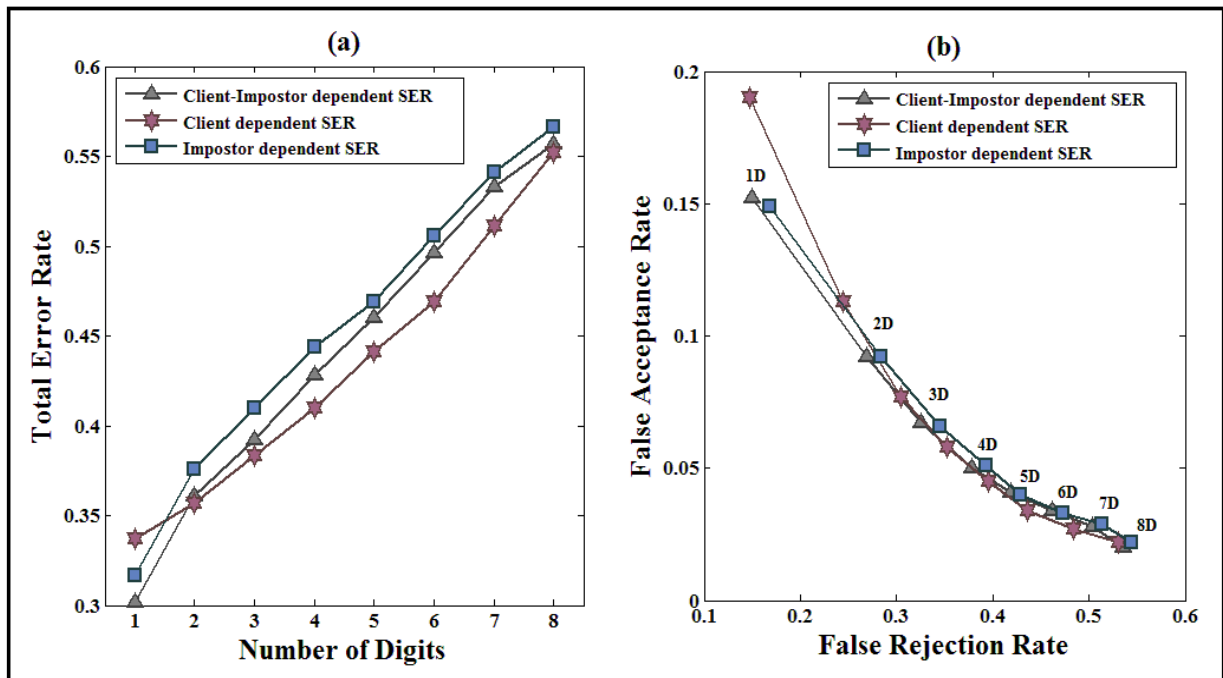 (a)
0.6
0.55
0.5
0.45
0.4
0.35
0.3
1 2 3 4 5 6 7 8
Total Error Rate
Number of Digits
Client-Impostor dependent SER
Client dependent SER
Impostor dependent SER
(b)
0.2
0.15
0.1
0.05
0
0.1 0.2 0.3 0.4 0.5 0.6
False Acceptance Rate
False Rejection Rate
Client-Impostor dependent SER
Client dependent SER
Impostor dependent SER
1D
2D
3D
4D
5D
6D
7D
8D